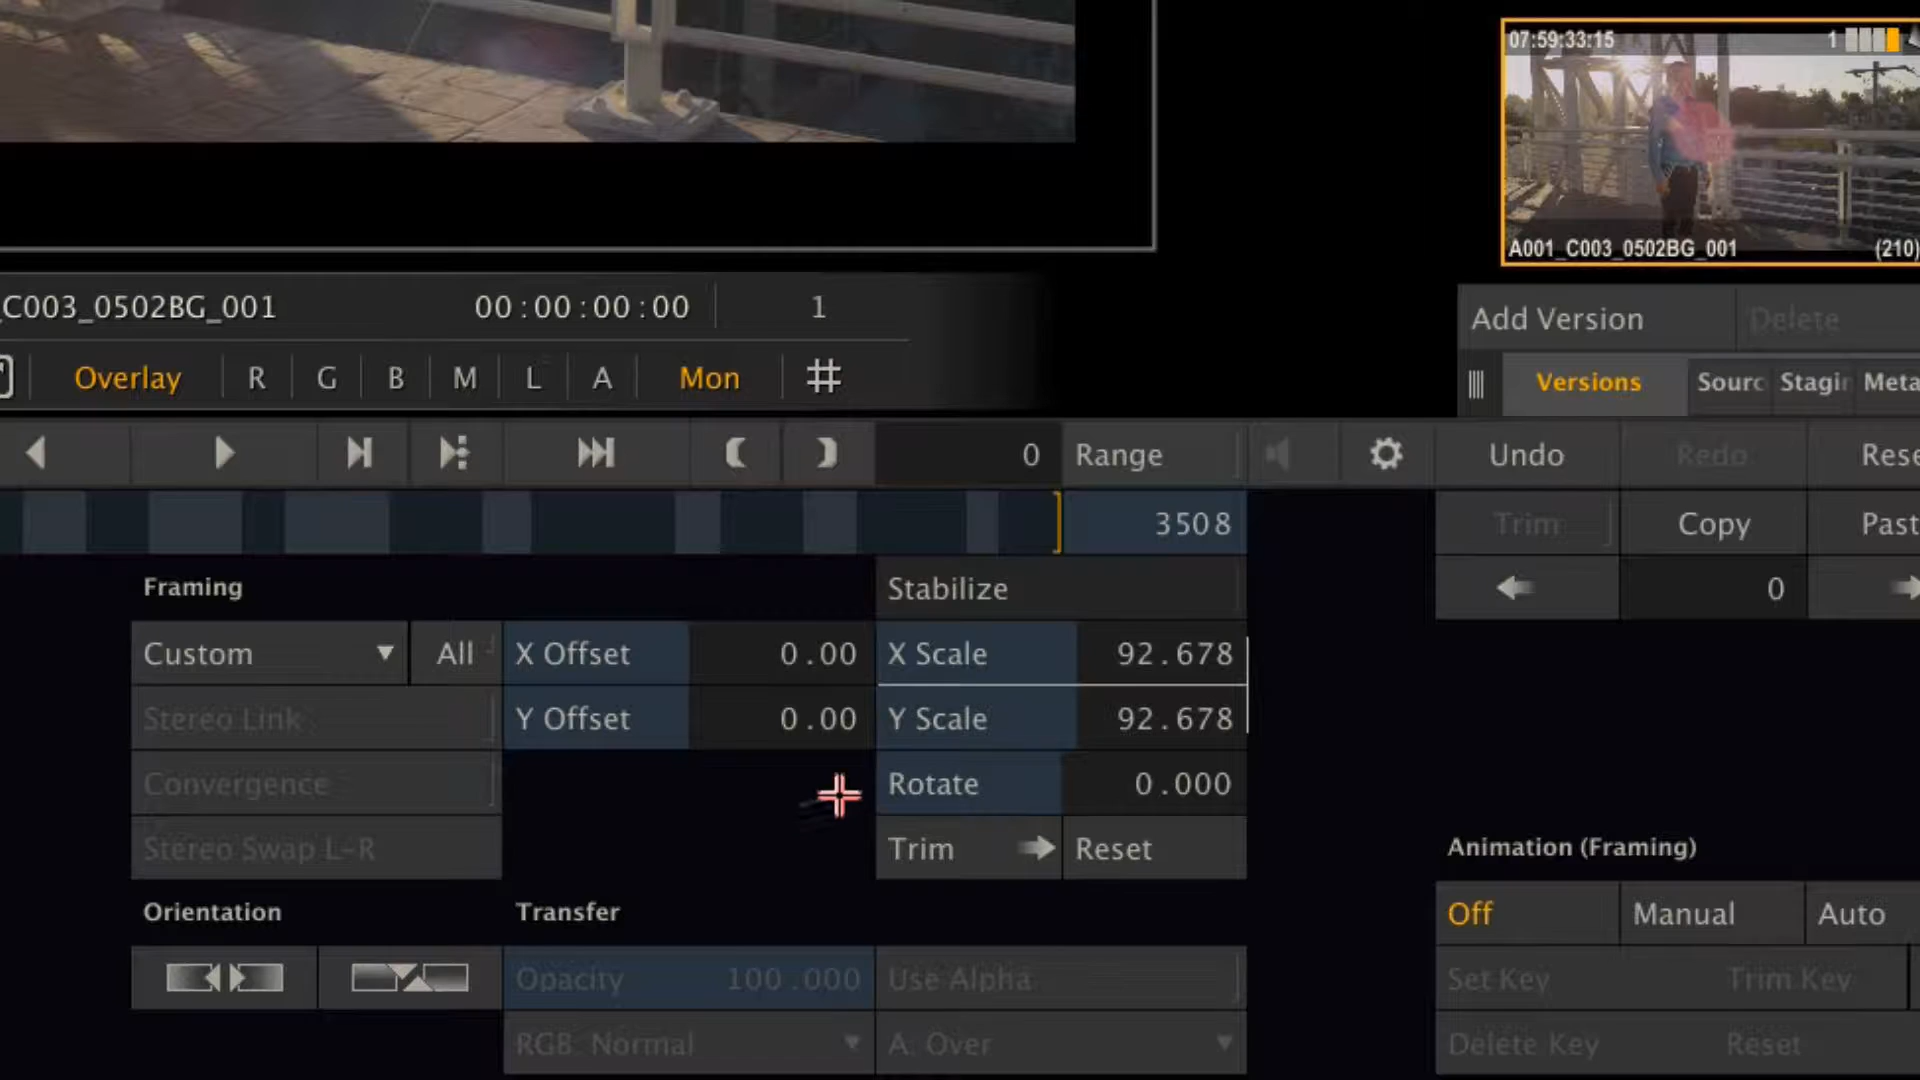 07:59:33:15 1
A001_C003_0502BG_001 (210)
_C003_0502BG_001 00:00:00:00 1
Add Version Delete
Overlay R G B M L A Mon #
Versions Sourc Stagin Meta
0 Range Undo Redo Rese
3508 Trim Copy Past
Framing Stabilize 0
Custom All X Offset 0.00 X Scale 92.678
Stereo Link Y Offset 0.00 Y Scale 92.678
Convergence Rotate 0.000
Stereo Swap L-R Trim Reset Animation (Framing)
Orientation Transfer Off Manual Auto
Opacity 100.000 Use Alpha Set Key Trim Key
RGB: Normal A: Over Delete Key Reset